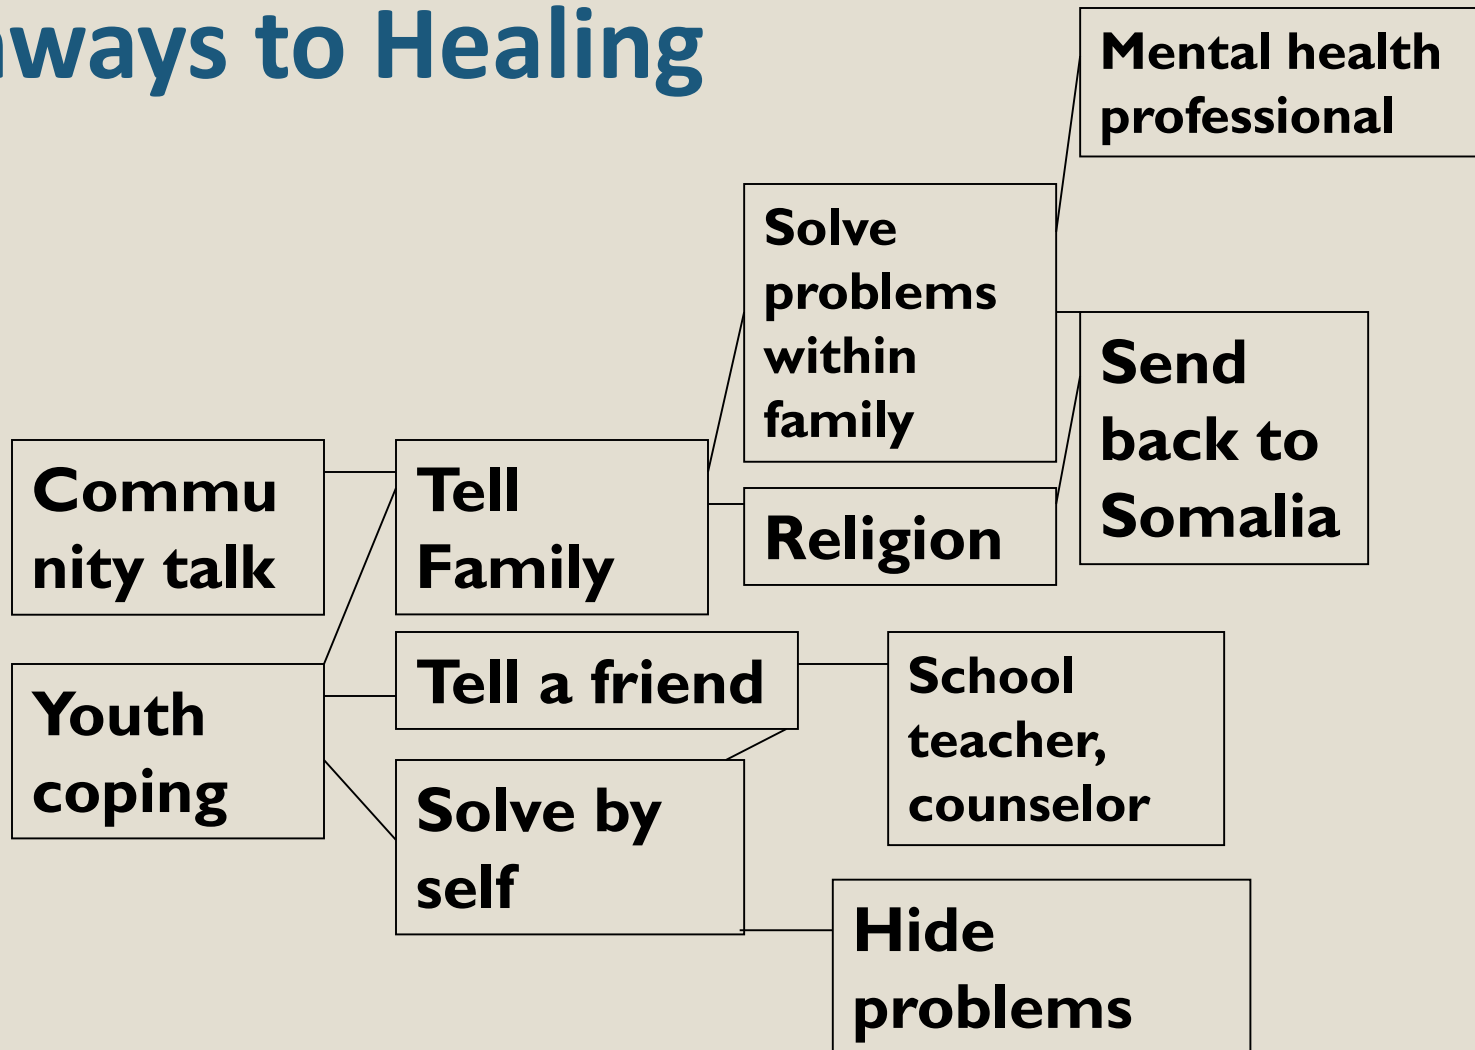 ways to Healing
Mental health
professional
Solve
problems
within
family
Send
back to
Somalia
Commu
nity talk
Tell
Family
Religion
Youth
coping
Tell a friend
School
teacher,
counselor
Solve by
self
Hide
problems